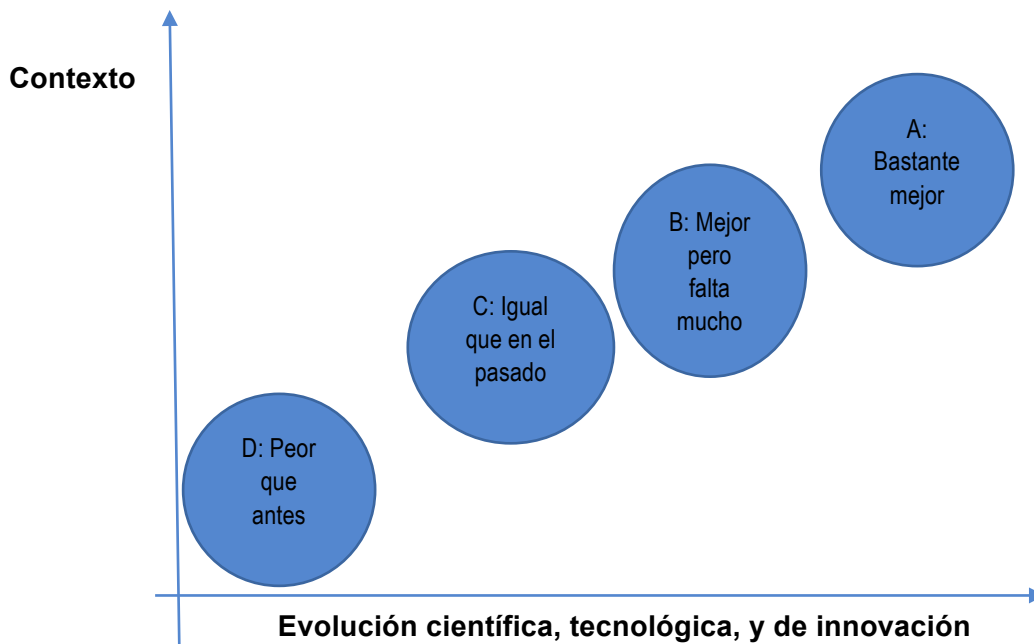 Contexto
A:
Bastante
mejor
B: Mejor
pero
falta
mucho
C: Igual
que en el
pasado
D: Peor
que
antes
Evolución científica, tecnológica, y de innovación